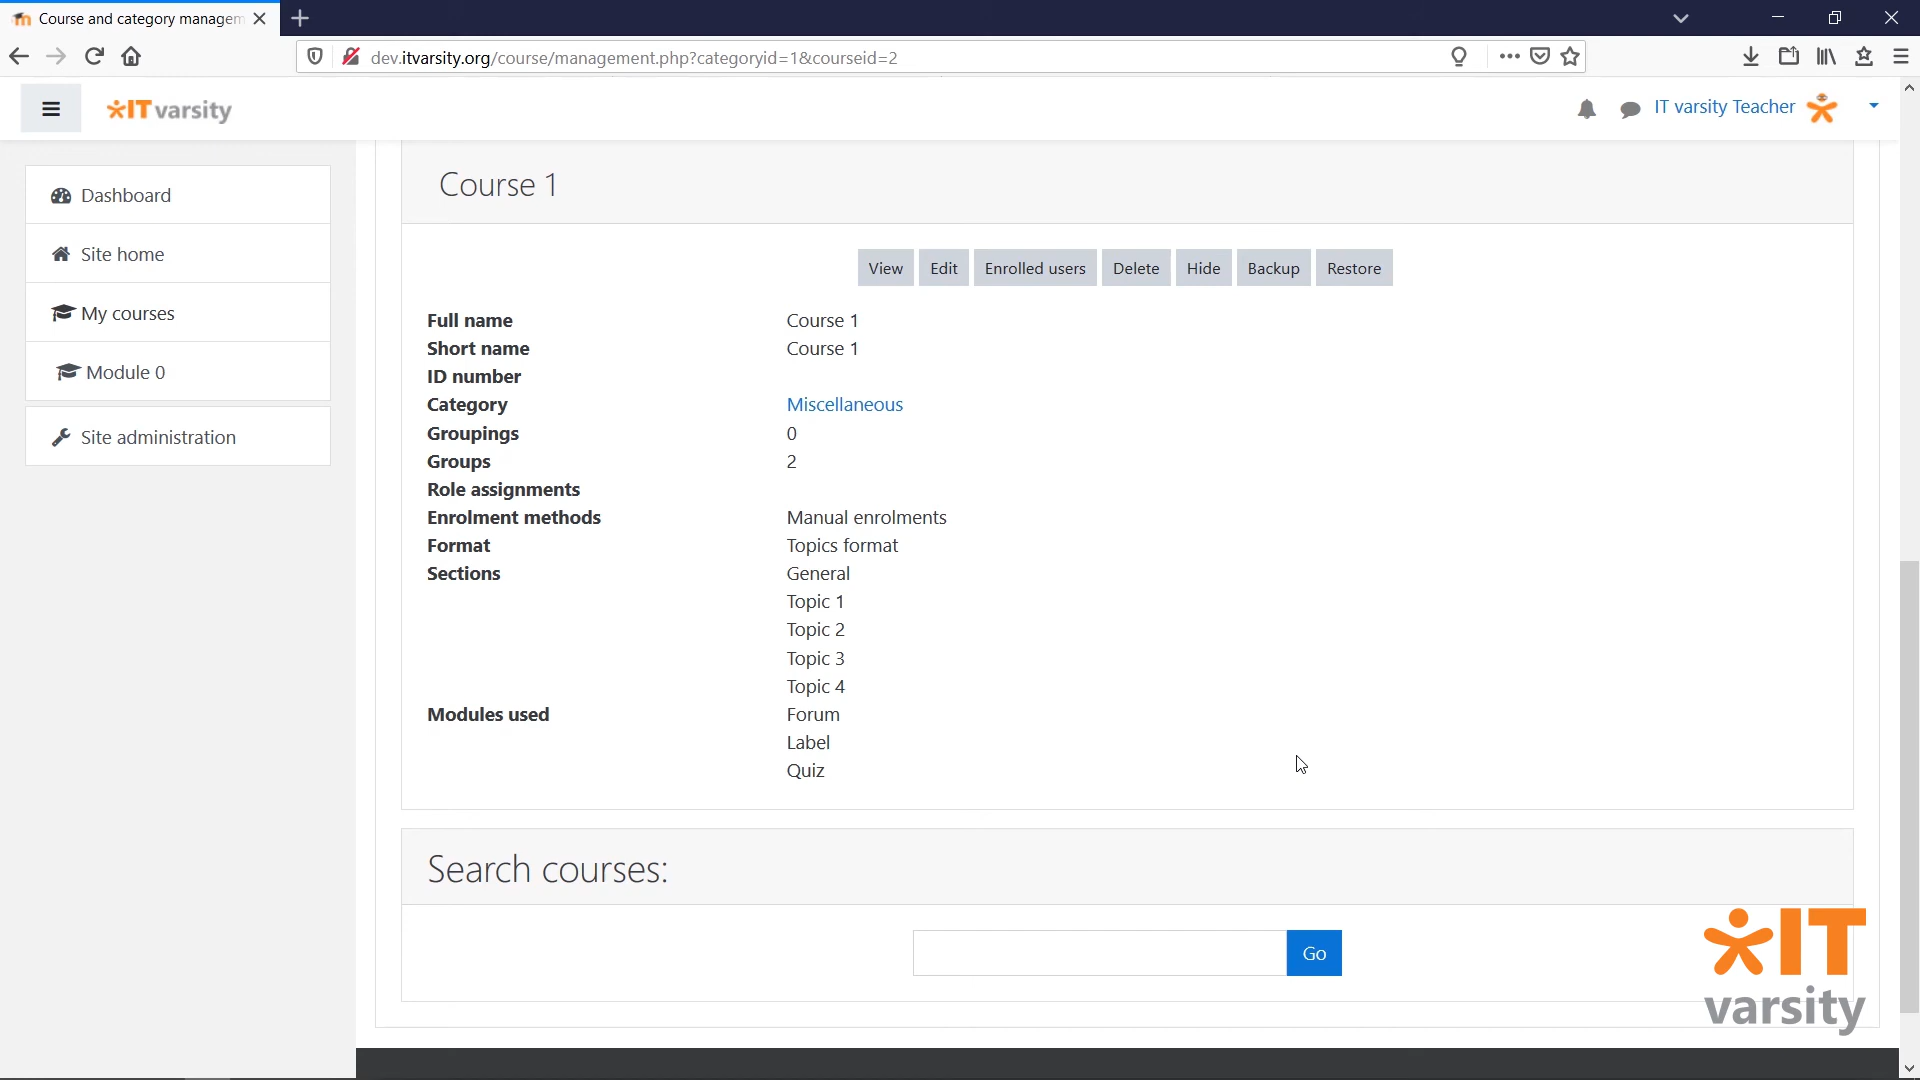 Course and category managem
dev.itvarsity.org/course/management.php?categoryid=1&courseid=2
IT varsity
IT varsity Teacher
Dashboard
Site home
My courses
Module 0
Site administration
Course 1
View Edit Enrolled users Delete Hide Backup Restore
Full name Course 1
Short name Course 1
ID number
Category Miscellaneous
Groupings 0
Groups 2
Role assignments
Enrolment methods Manual enrolments
Format Topics format
Sections General
Topic 1
Topic 2
Topic 3
Topic 4
Modules used Forum
Label
Quiz
Search courses:
Go
IT
varsity